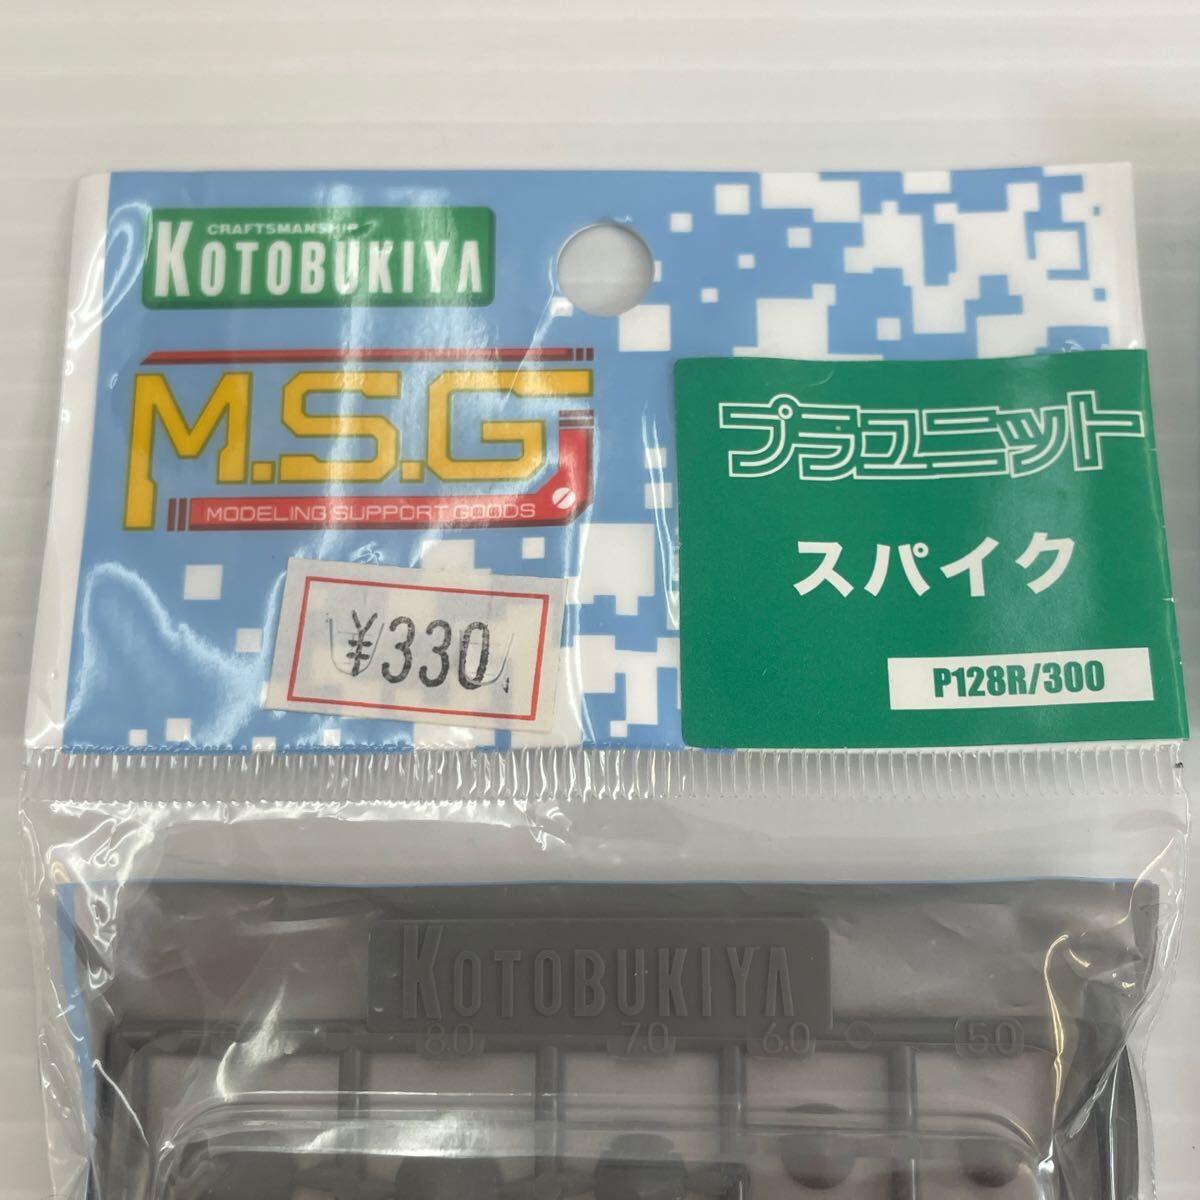 CRAFTSMANSHIP
KOTOBUKIYA
M.S.G
MODELING SUPPORT GOODS
プラユニット
スパイク
P128R/300
¥330
KOTOBUKIYA
8.0 7.0 6.0 5.0